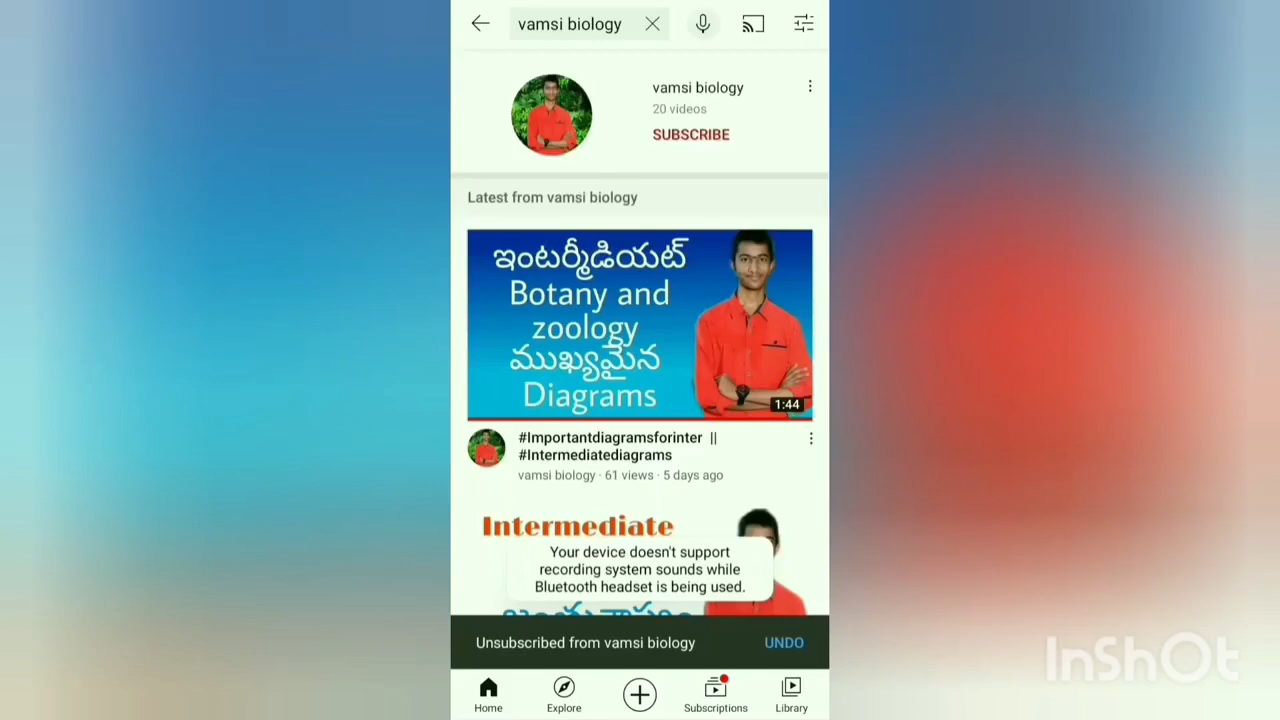 vamsi biology
vamsi biology
20 videos
SUBSCRIBE
Latest from vamsi biology
ఇంటర్మీడియట్
Botany and
zoology
ముఖ్యమైన
Diagrams
1:44
#Importantdiagramsforinter ||
#Intermediatediagrams
vamsi biology · 61 views · 5 days ago
Intermediate
Your device doesn't support
recording system sounds while
Bluetooth headset is being used.
Unsubscribed from vamsi biology UNDO
Home Explore Subscriptions Library
InShOt